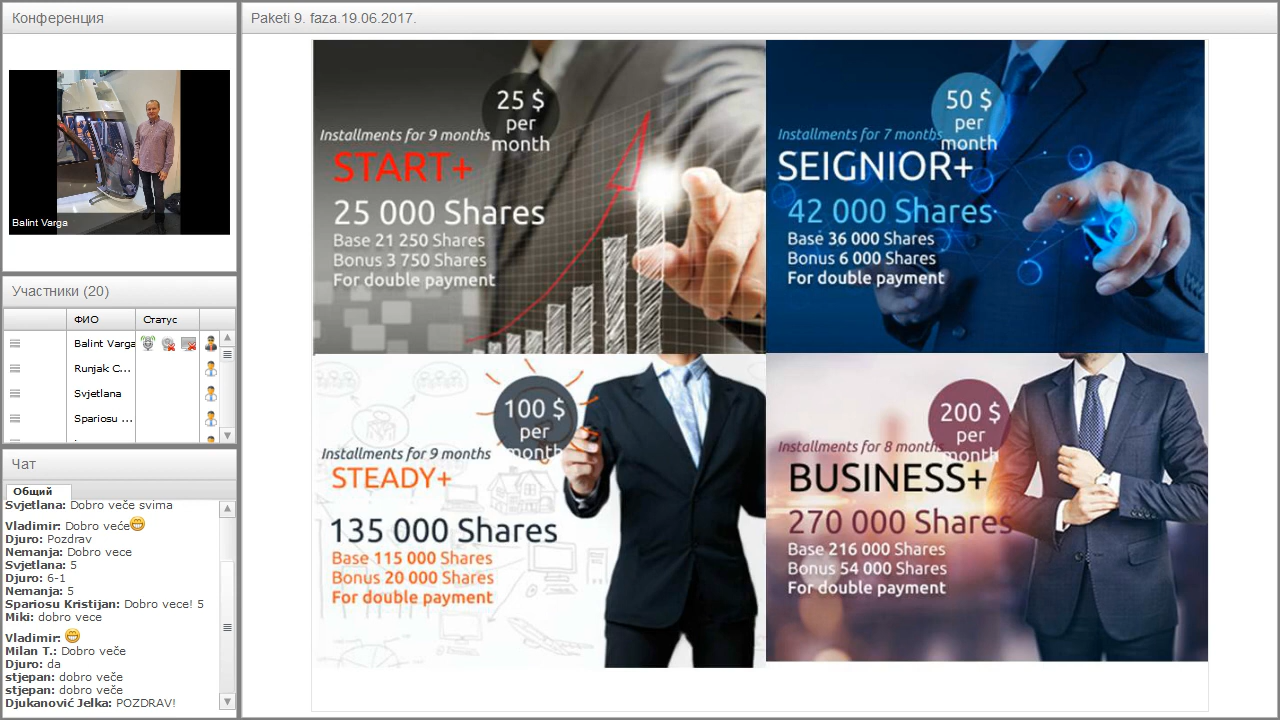 Конференция
Balint Varga
Участники (20)
ФИО
Статус
Balint Varga
Runjak C...
Svjetlana
Spariosu ...
Чат
Общий
Svjetlana: Dobro veče svima
Vladimir: Dobro veće
Djuro: Pozdrav
Nemanja: Dobro vece
Svjetlana: 5
Djuro: 6-1
Nemanja: 5
Spariosu Kristijan: Dobro vece! 5
Miki: dobro vece
Vladimir:
Milan T.: Dobro veče
Djuro: da
stjepan: dobro veče
stjepan: dobro veče
Djukanović Jelka: POZDRAV!
Paketi 9. faza.19.06.2017.
25 $
per
month
Installments for 9 months
START+
25 000 Shares
Base 21 250 Shares
Bonus 3 750 Shares
For double payment
50 $
per
month
Installments for 7 months
SEIGNIOR+
42 000 Shares
Base 36 000 Shares
Bonus 6 000 Shares
For double payment
100 $
per
month
Installments for 9 months
STEADY+
135 000 Shares
Base 115 000 Shares
Bonus 20 000 Shares
For double payment
200 $
per
month
Installments for 8 months
BUSINESS+
270 000 Shares
Base 216 000 Shares
Bonus 54 000 Shares
For double payment